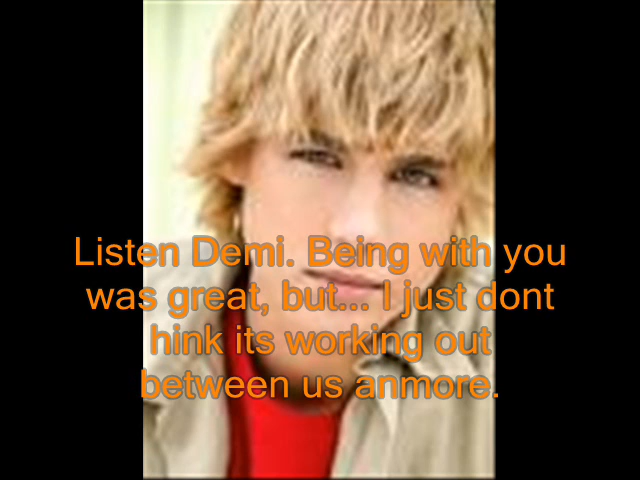 Listen Demi. Being with you
was great, but... I just dont
hink its working out
between us anmore.